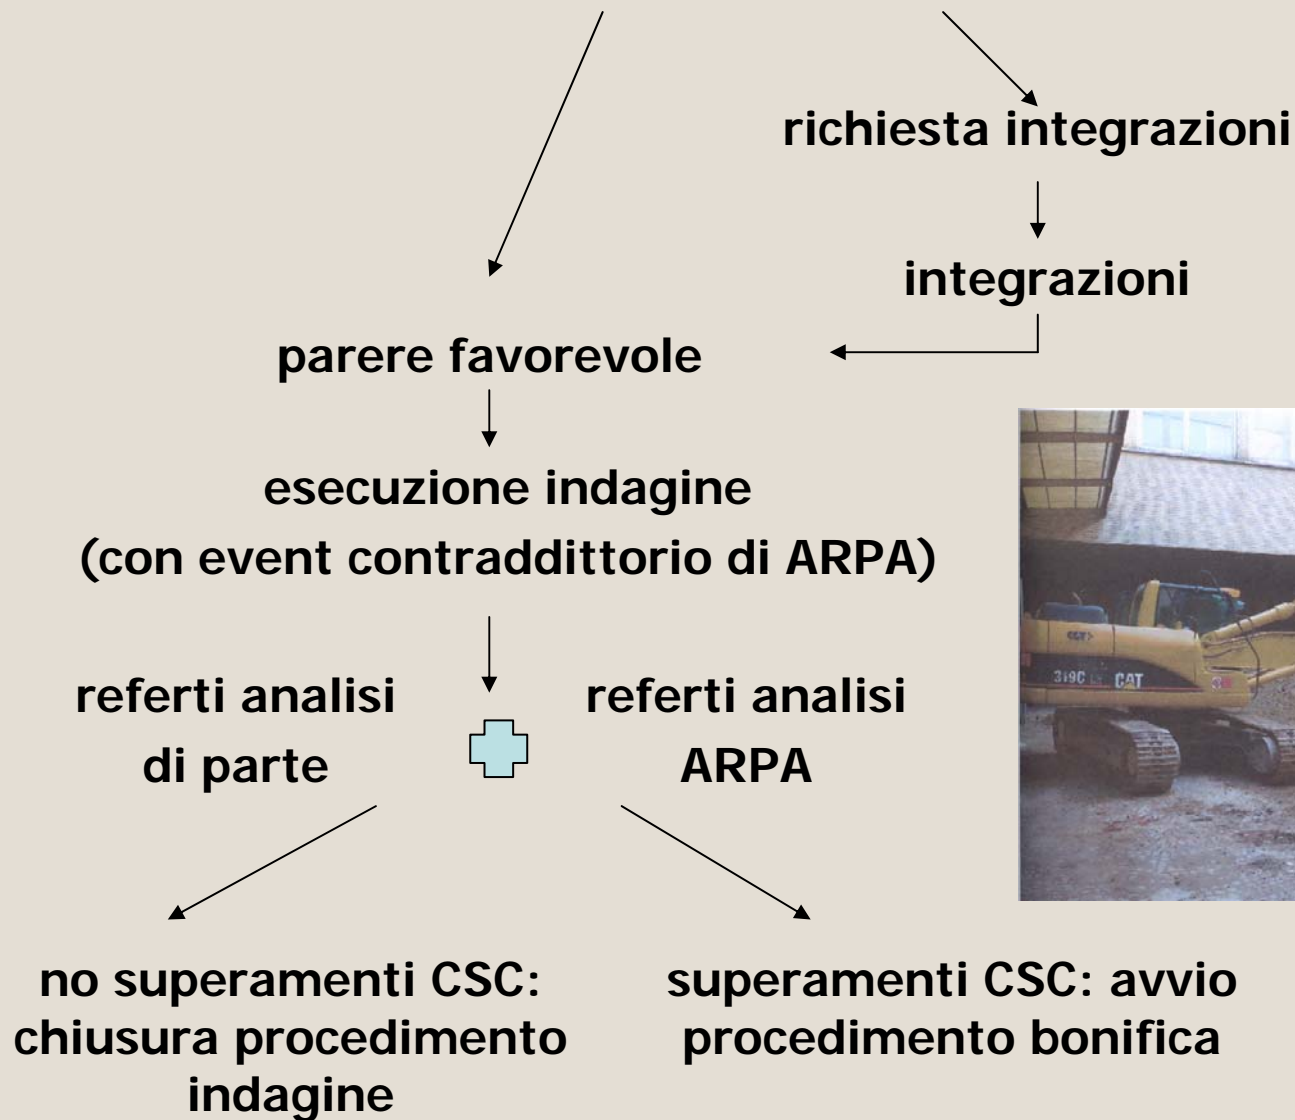 richiesta integrazioni
integrazioni
parere favorevole
esecuzione indagine
(con event contraddittorio di ARPA)
referti analisi
di parte
referti analisi
ARPA
319C
CAT
no superamenti CSC:
chiusura procedimento
indagine
superamenti CSC: avvio
procedimento bonifica